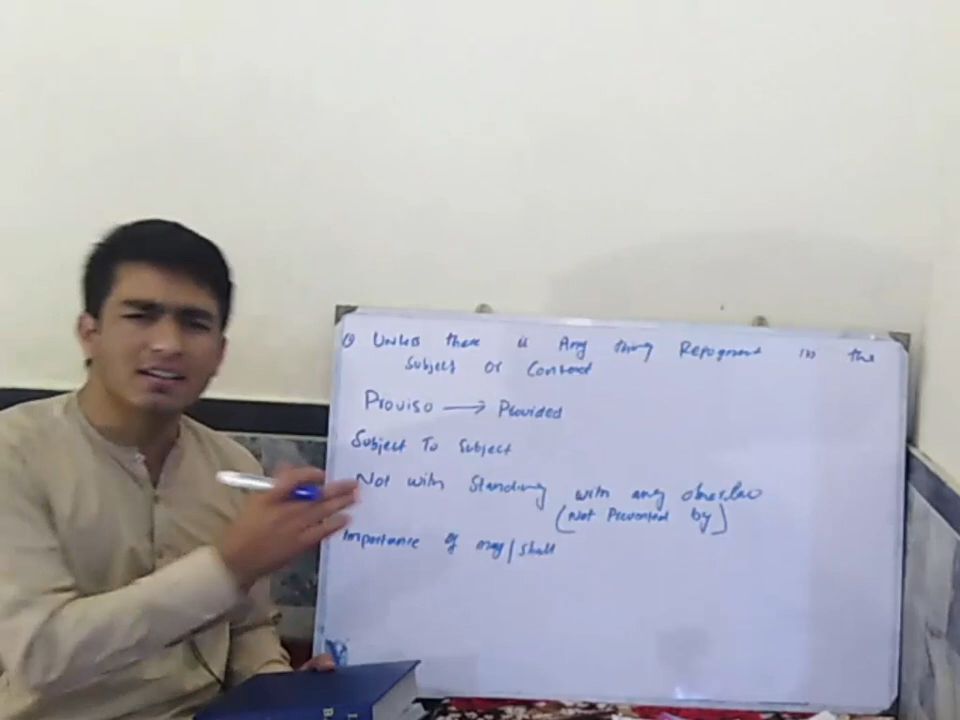 Unless there is Any thing Repognent in the
Subject or Context
Proviso → Provided
Subject To Subject
Not with Standing with any other law
(Not Prevented by)
Importance of may/shall